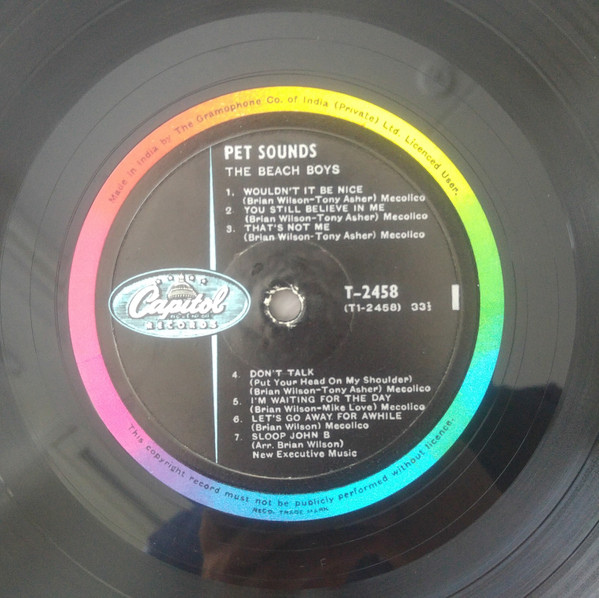 Made in India by The Gramophone Co. of India (Private) Ltd. Licenced User.
PET SOUNDS
THE BEACH BOYS
1. WOULDN'T IT BE NICE
(Brian Wilson-Tony Asher) Mecolico
2. YOU STILL BELIEVE IN ME
(Brian Wilson-Tony Asher) Mecolico
3. THAT'S NOT ME
(Brian Wilson-Tony Asher) Mecolico
Capitol
RECORDS
T-2458
(T1-2458) 33⅓
1
4. DON'T TALK
(Put Your Head On My Shoulder)
(Brian Wilson-Tony Asher) Mecolico
5. I'M WAITING FOR THE DAY
(Brian Wilson-Mike Love) Mecolico
6. LET'S GO AWAY FOR AWHILE
(Brian Wilson) Mecolico
7. SLOOP JOHN B
(Arr. Brian Wilson)
New Executive Music
This copyright record must not be publicly performed without licence.
REGD. TRADE MARK